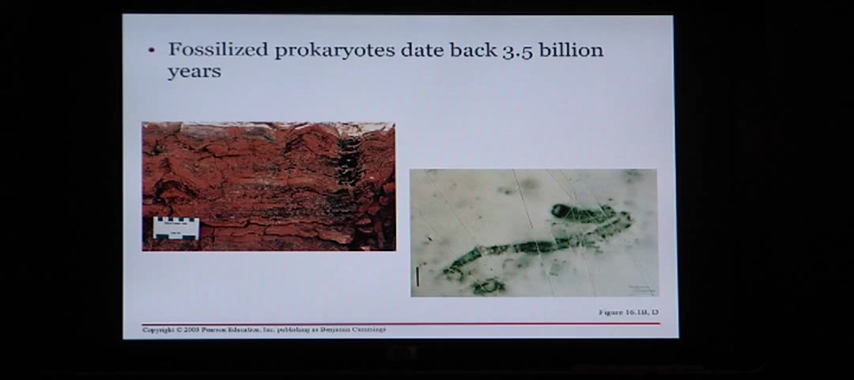 • Fossilized prokaryotes date back 3.5 billion
years
Figure 16.1B, D
Copyright © 2003 Pearson Education, Inc. publishing as Benjamin Cummings